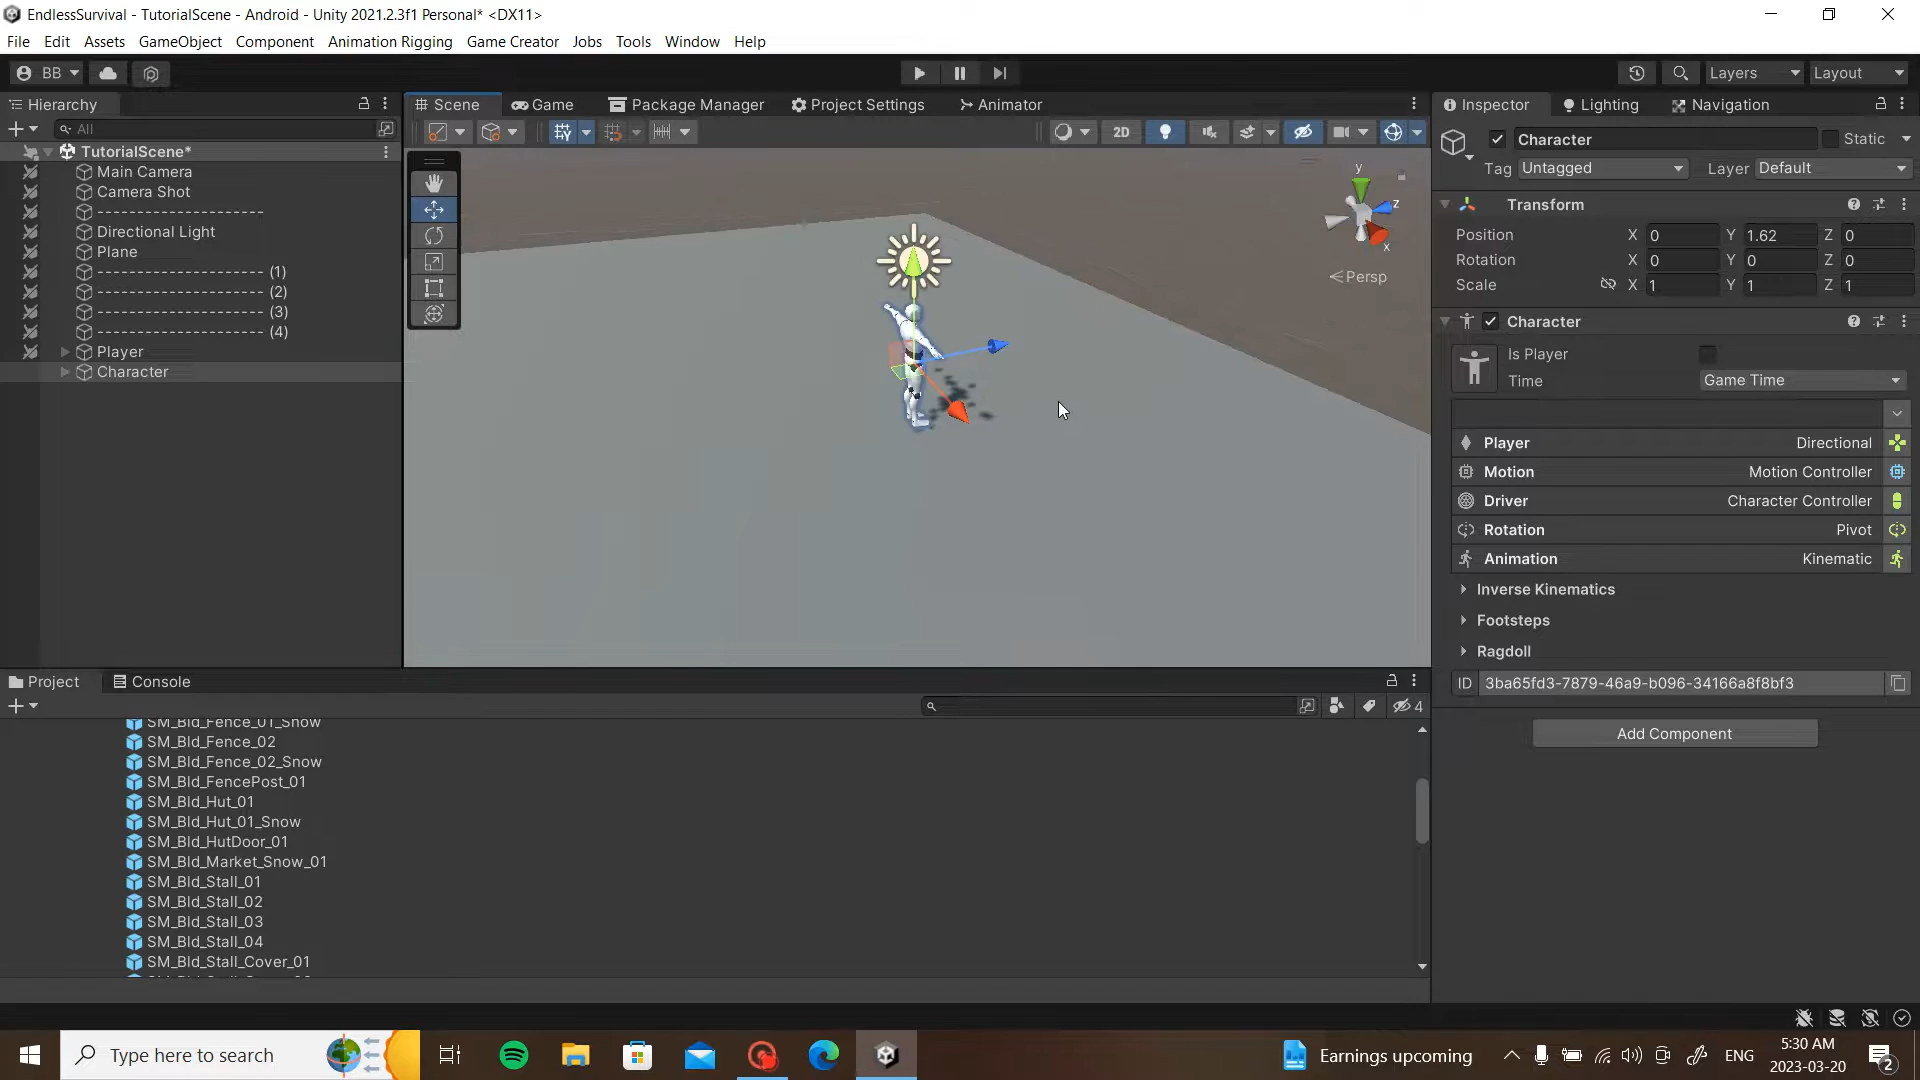 EndlessSurvival - TutorialScene - Android - Unity 2021.2.3f1 Personal* <DX11>
File Edit Assets GameObject Component Animation Rigging Game Creator Jobs Tools Window Help
BB Layers Layout
Hierarchy
All
TutorialScene*
Main Camera
Camera Shot
---------------------
Directional Light
Plane
--------------------- (1)
--------------------- (2)
--------------------- (3)
--------------------- (4)
Player
Character
Scene Game Package Manager Project Settings Animator
2D
y
z
x
Persp
Inspector Lighting Navigation
Character Static
Tag Untagged Layer Default
Transform
Position X 0 Y 1.62 Z 0
Rotation X 0 Y 0 Z 0
Scale X 1 Y 1 Z 1
Character
Is Player
Time Game Time
Player Directional
Motion Motion Controller
Driver Character Controller
Rotation Pivot
Animation Kinematic
Inverse Kinematics
Footsteps
Ragdoll
ID 3ba65fd3-7879-46a9-b096-34166a8f8bf3
Add Component
Project Console
4
SM_Bld_Fence_01_Snow
SM_Bld_Fence_02
SM_Bld_Fence_02_Snow
SM_Bld_FencePost_01
SM_Bld_Hut_01
SM_Bld_Hut_01_Snow
SM_Bld_HutDoor_01
SM_Bld_Market_Snow_01
SM_Bld_Stall_01
SM_Bld_Stall_02
SM_Bld_Stall_03
SM_Bld_Stall_04
SM_Bld_Stall_Cover_01
Type here to search
Earnings upcoming
ENG
5:30 AM
2023-03-20
2